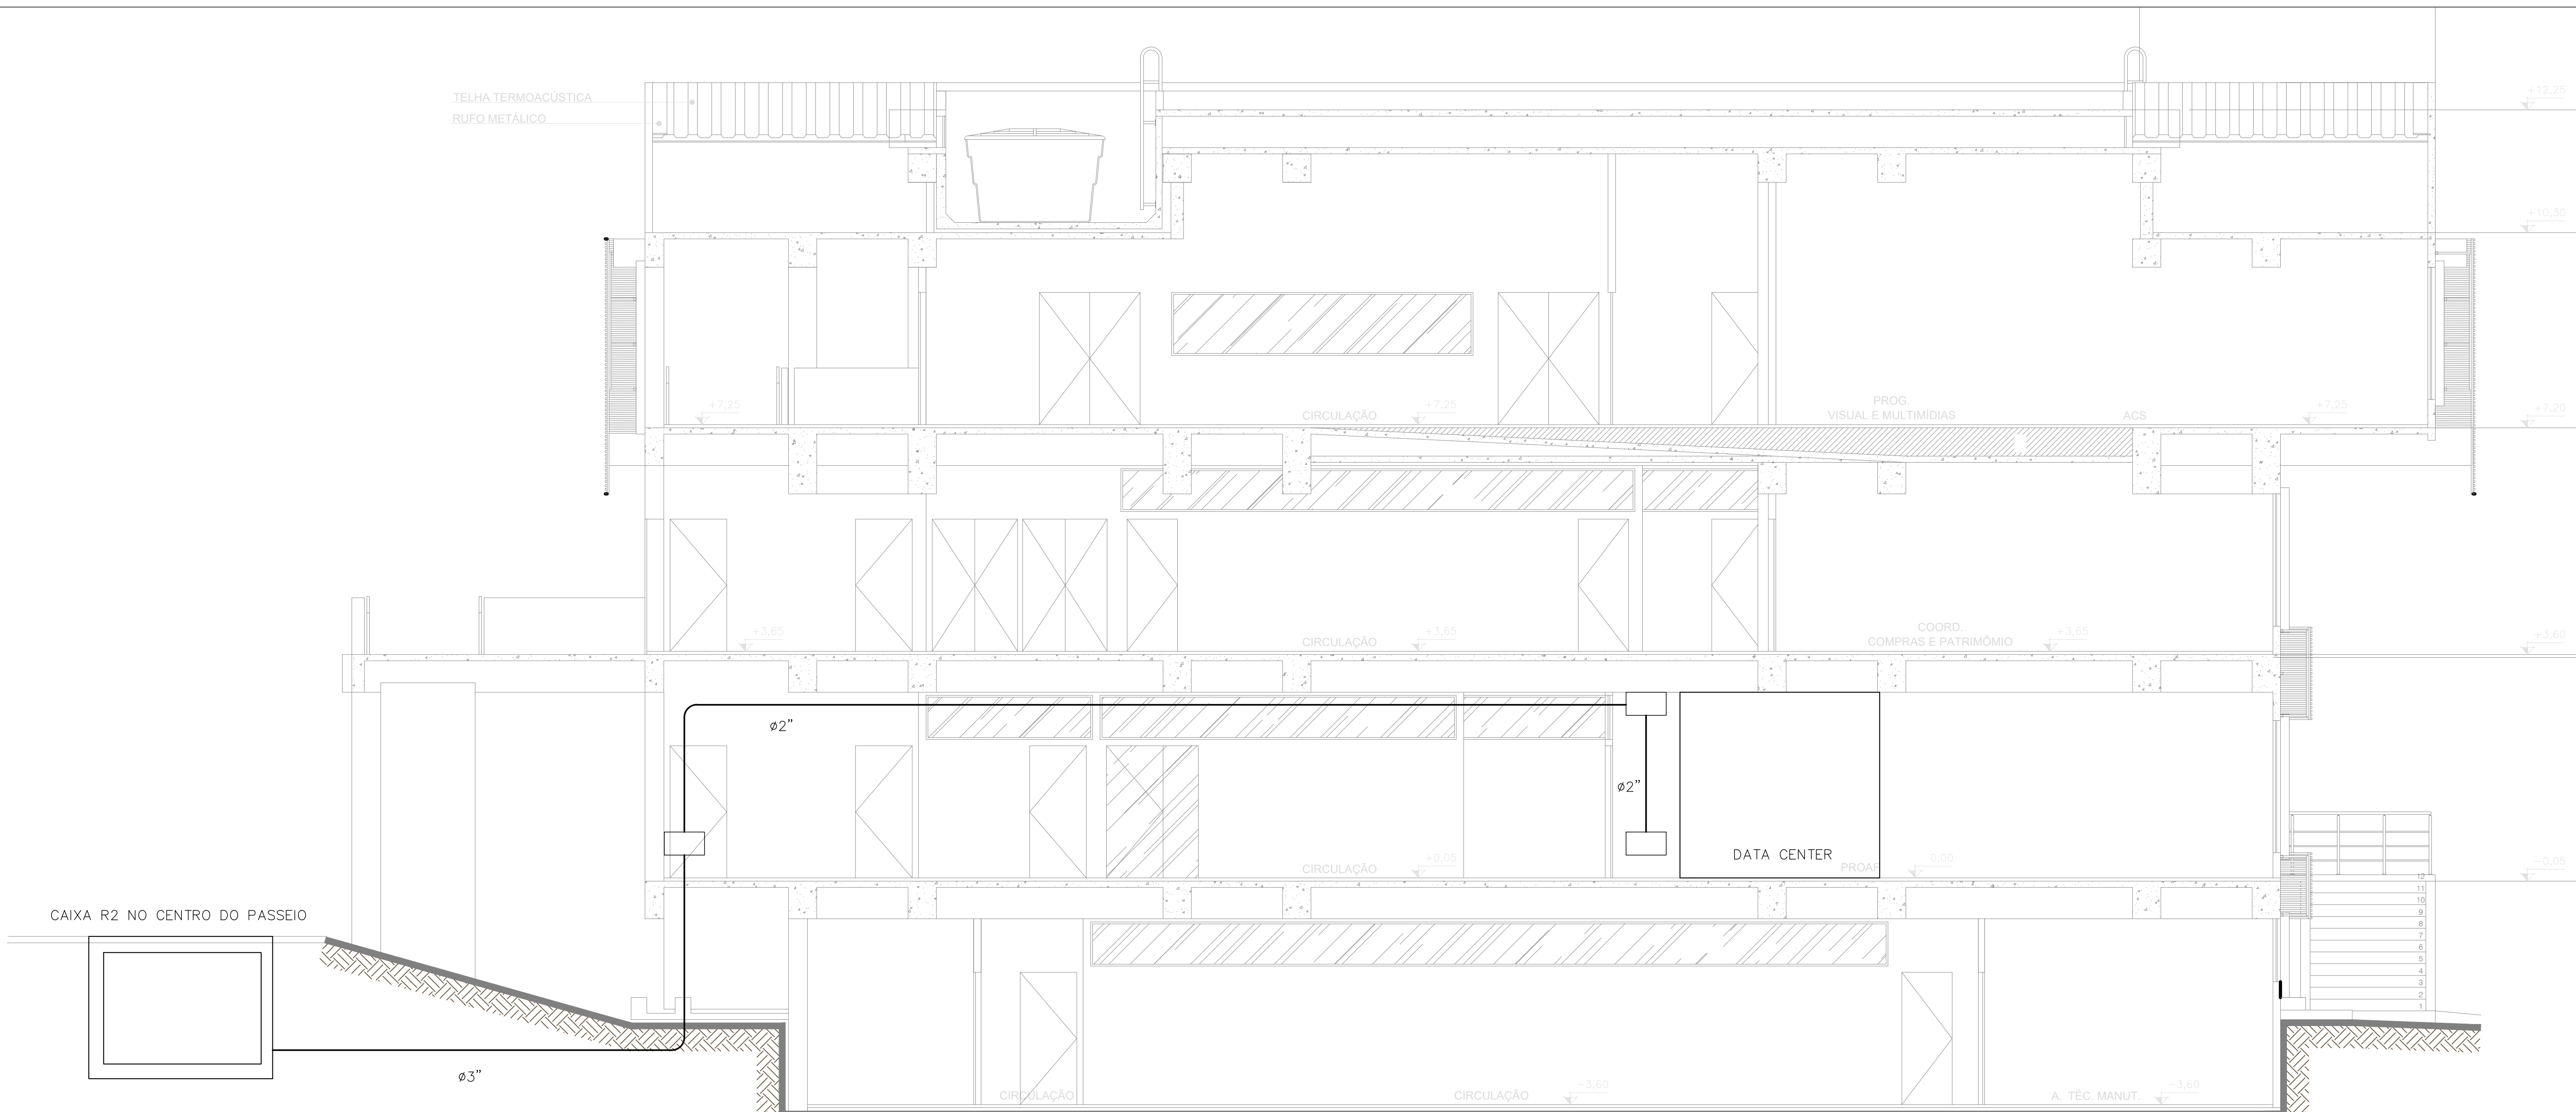 TELHA TERMOACÚSTICA
RUFO METÁLICO
+12,25
+10,30
+7,25
CIRCULAÇÃO
+7,25
PROG.
VISUAL E MULTIMÍDIAS
ACS
+7,25
+7,20
+3,65
CIRCULAÇÃO
+3,65
COORD.
COMPRAS E PATRIMÔMIO
+3,65
+3,60
ø2”
ø2”
DATA CENTER
CIRCULAÇÃO
+0,05
PROAF
0,00
-0,05
12
11
10
9
8
7
6
5
4
3
2
1
CAIXA R2 NO CENTRO DO PASSEIO
ø3”
CIRCULAÇÃO
CIRCULAÇÃO
-3,60
A. TÉC. MANUT.
-3,60